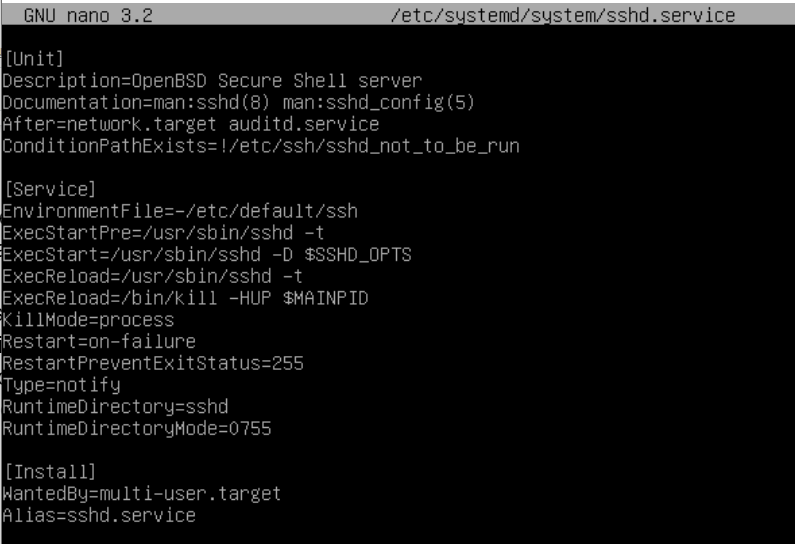 GNU nano 3.2 /etc/systemd/system/sshd.service
[Unit]
Description=OpenBSD Secure Shell server
Documentation=man:sshd(8) man:sshd_config(5)
After=network.target auditd.service
ConditionPathExists=!/etc/ssh/sshd_not_to_be_run
[Service]
EnvironmentFile=-/etc/default/ssh
ExecStartPre=/usr/sbin/sshd -t
ExecStart=/usr/sbin/sshd -D $SSHD_OPTS
ExecReload=/usr/sbin/sshd -t
ExecReload=/bin/kill -HUP $MAINPID
KillMode=process
Restart=on-failure
RestartPreventExitStatus=255
Type=notify
RuntimeDirectory=sshd
RuntimeDirectoryMode=0755
[Install]
WantedBy=multi-user.target
Alias=sshd.service